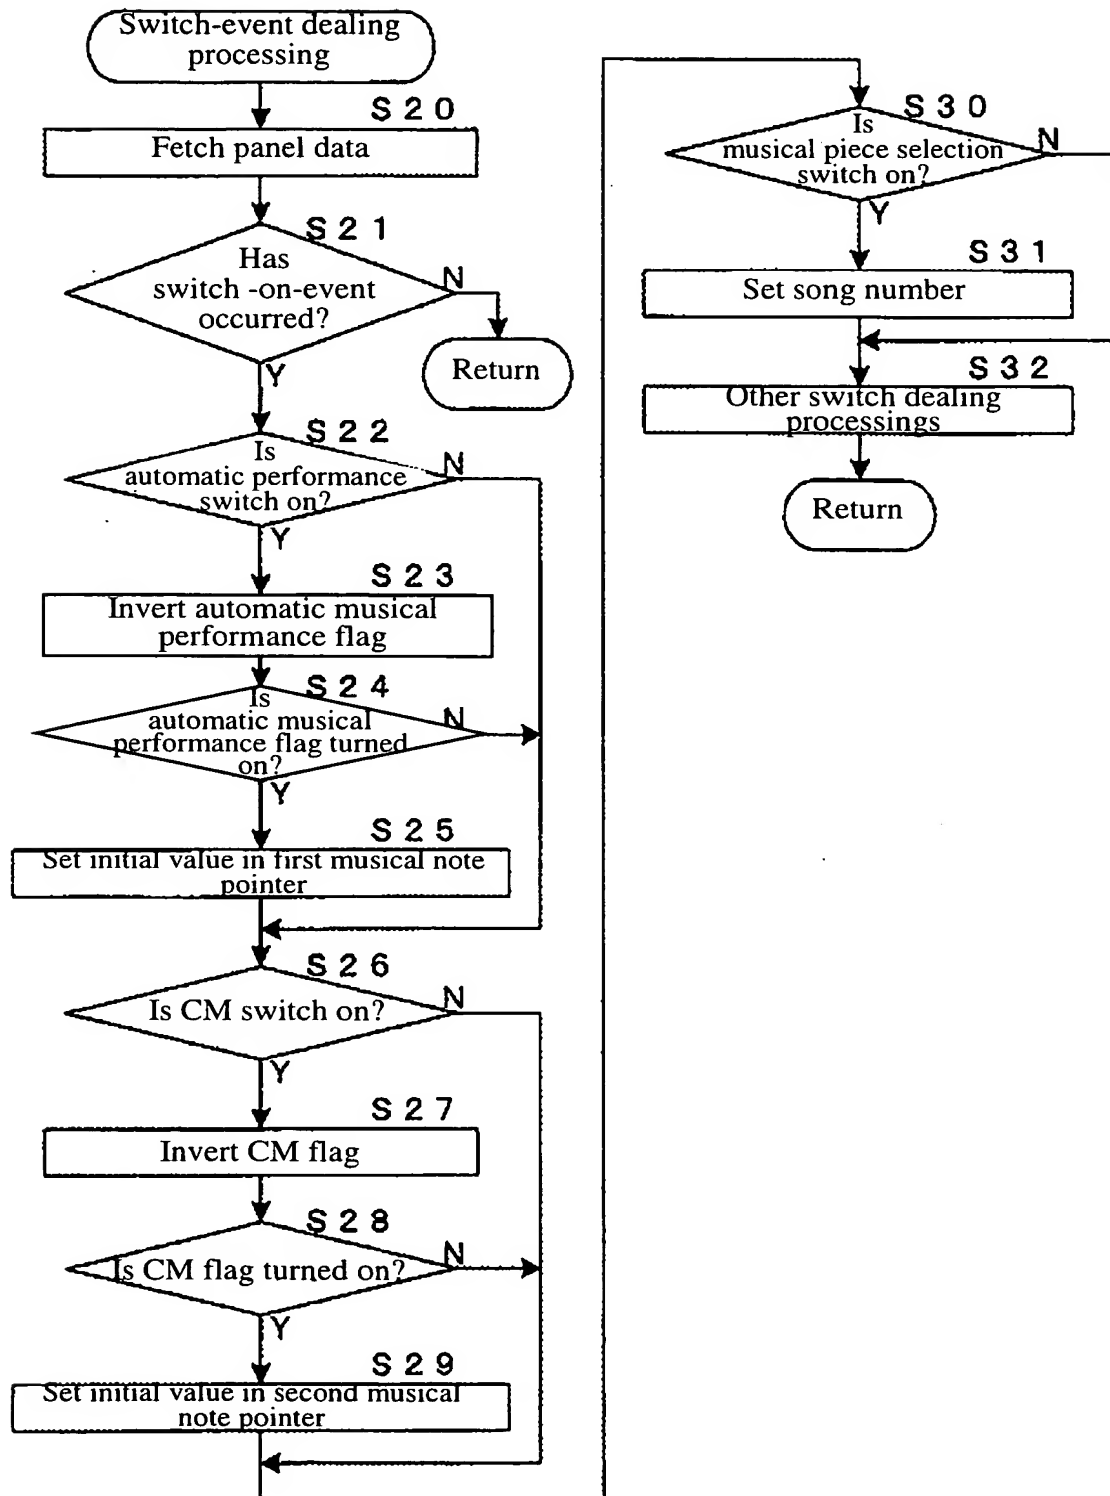 Switch-event dealing
processing
S20
Fetch panel data
S21
Has
switch -on-event
occurred?
N
Return
Y
S22
Is
automatic performance
switch on?
N
Y
S23
Invert automatic musical
performance flag
S24
Is
automatic musical
performance flag turned
on?
N
Y
S25
Set initial value in first musical note
pointer
S26
Is CM switch on?
N
Y
S27
Invert CM flag
S28
Is CM flag turned on?
N
Y
S29
Set initial value in second musical
note pointer
S30
Is
musical piece selection
switch on?
N
Y
S31
Set song number
S32
Other switch dealing
processings
Return